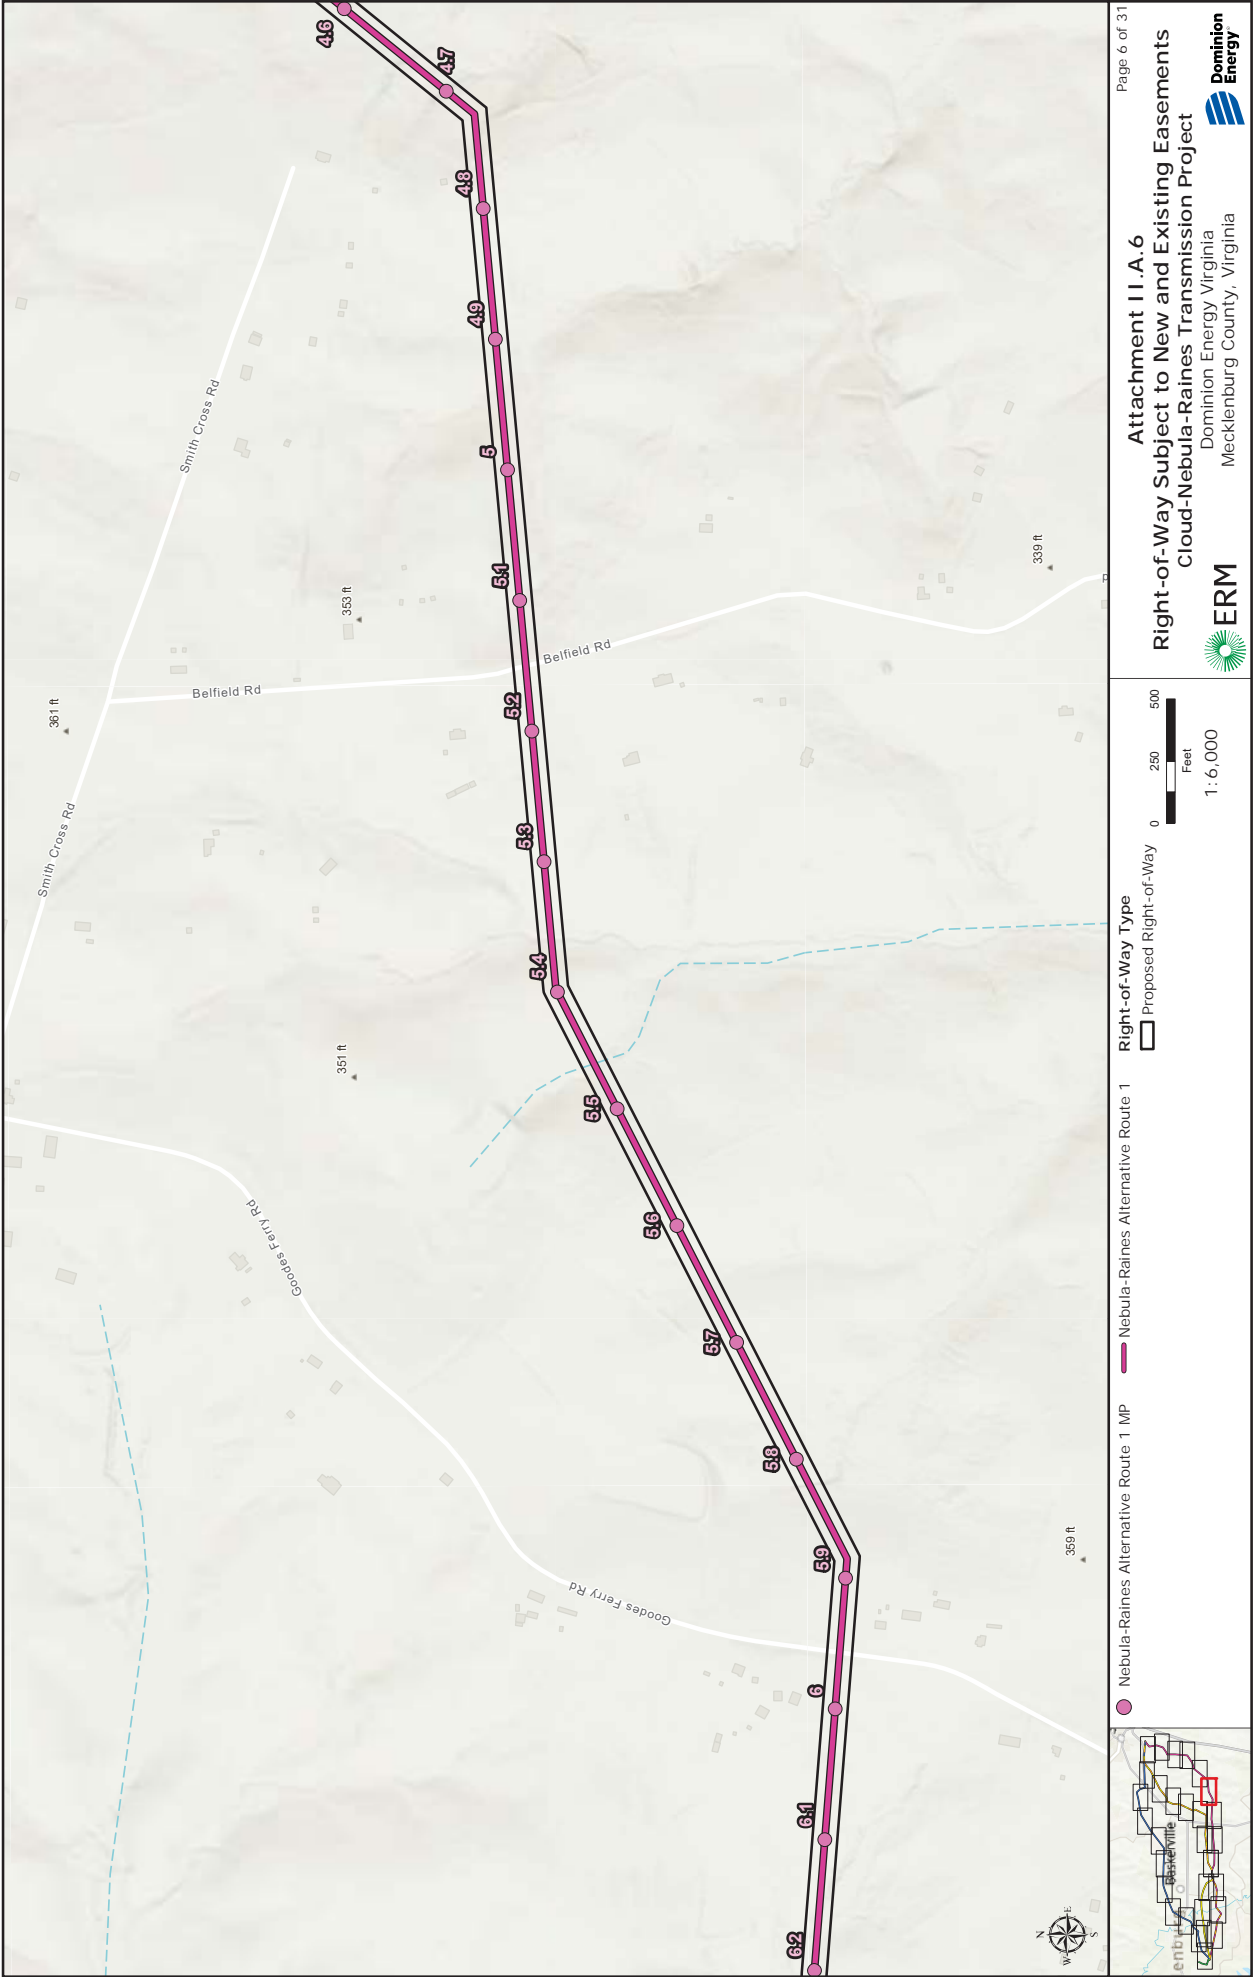 4.6
4.7
4.8
4.9
5
5.1
5.2
5.3
5.4
5.5
5.6
5.7
5.8
5.9
6
6.1
6.2
Smith Cross Rd
Smith Cross Rd
Belfield Rd
Belfield Rd
Goodes Ferry Rd
Goodes Ferry Rd
361 ft
353 ft
351 ft
339 ft
359 ft
N
E
S
W
enburg
Baskerville
Nebula-Raines Alternative Route 1 MP
Nebula-Raines Alternative Route 1
Right-of-Way Type
Proposed Right-of-Way
0 250 500
Feet
1:6,000
Page 6 of 31
Attachment II.A.6
Right-of-Way Subject to New and Existing Easements
Cloud-Nebula-Raines Transmission Project
Dominion Energy Virginia
Mecklenburg County, Virginia
ERM
Dominion
Energy